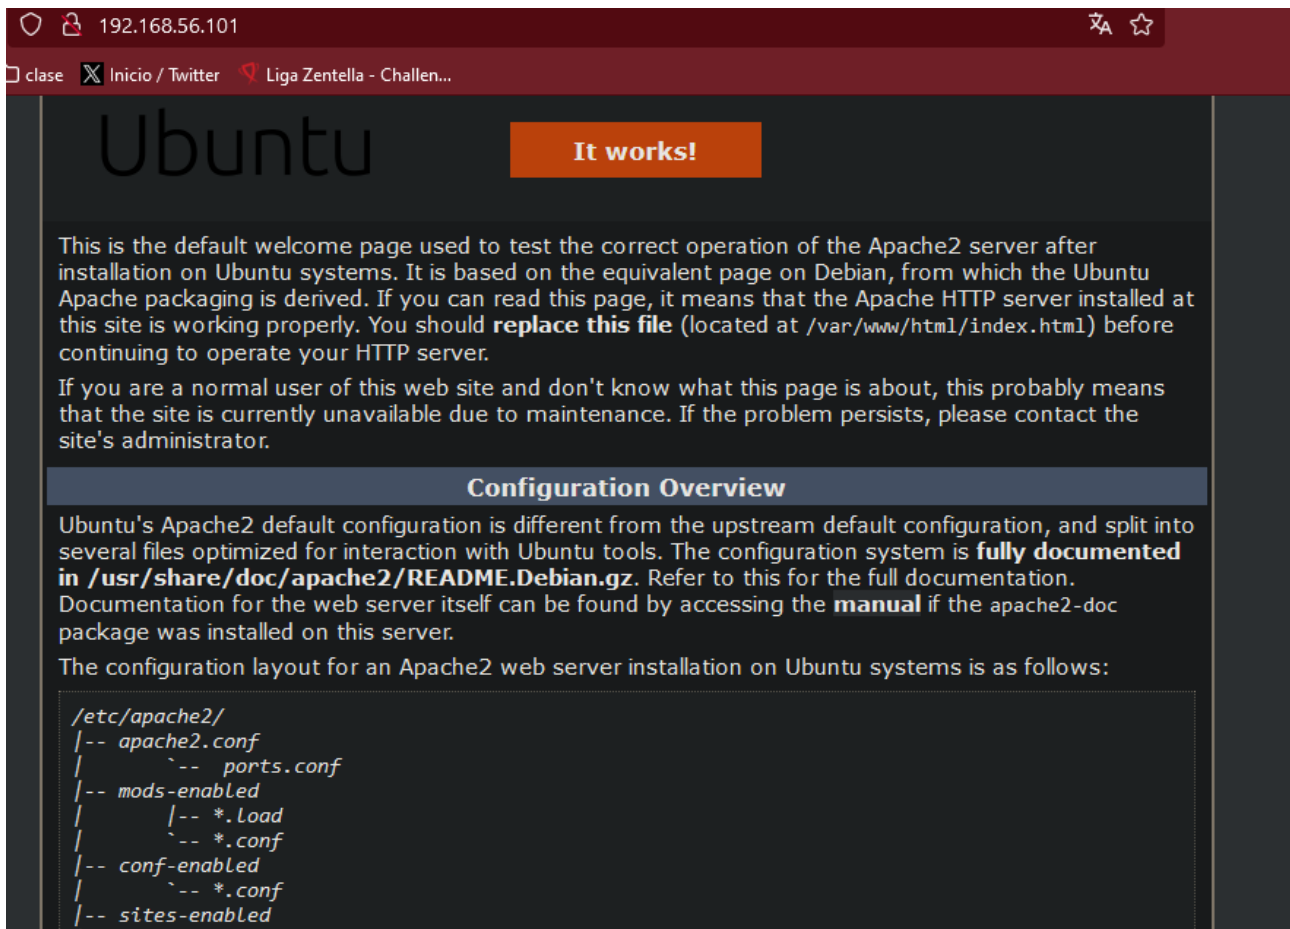 192.168.56.101
clase Inicio / Twitter Liga Zentella - Challen...
Ubuntu
It works!
This is the default welcome page used to test the correct operation of the Apache2 server after
installation on Ubuntu systems. It is based on the equivalent page on Debian, from which the Ubuntu
Apache packaging is derived. If you can read this page, it means that the Apache HTTP server installed at
this site is working properly. You should replace this file (located at /var/www/html/index.html) before
continuing to operate your HTTP server.
If you are a normal user of this web site and don't know what this page is about, this probably means
that the site is currently unavailable due to maintenance. If the problem persists, please contact the
site's administrator.
Configuration Overview
Ubuntu's Apache2 default configuration is different from the upstream default configuration, and split into
several files optimized for interaction with Ubuntu tools. The configuration system is fully documented
in /usr/share/doc/apache2/README.Debian.gz. Refer to this for the full documentation.
Documentation for the web server itself can be found by accessing the manual if the apache2-doc
package was installed on this server.
The configuration layout for an Apache2 web server installation on Ubuntu systems is as follows:
/etc/apache2/
|-- apache2.conf
|       `--  ports.conf
|-- mods-enabled
|       |-- *.load
|       `-- *.conf
|-- conf-enabled
|       `-- *.conf
|-- sites-enabled